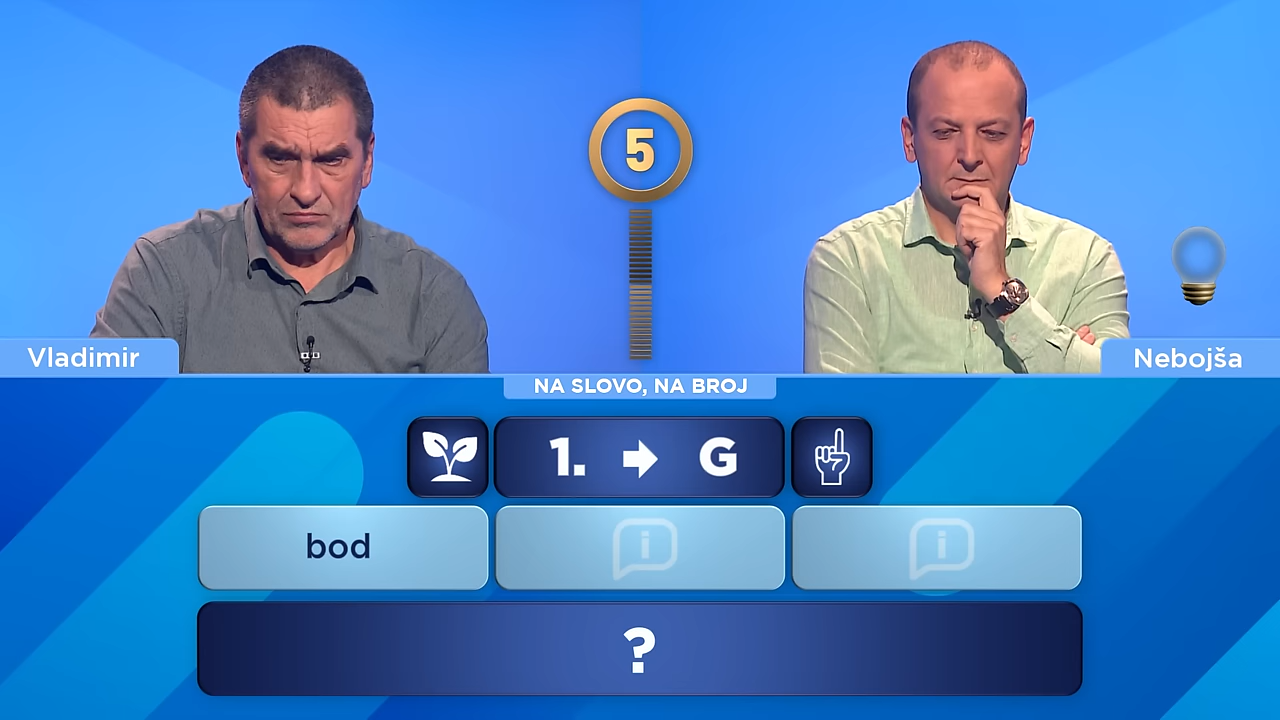 5
Vladimir
Nebojša
NA SLOVO, NA BROJ
1. ➡ G
bod
i
i
?